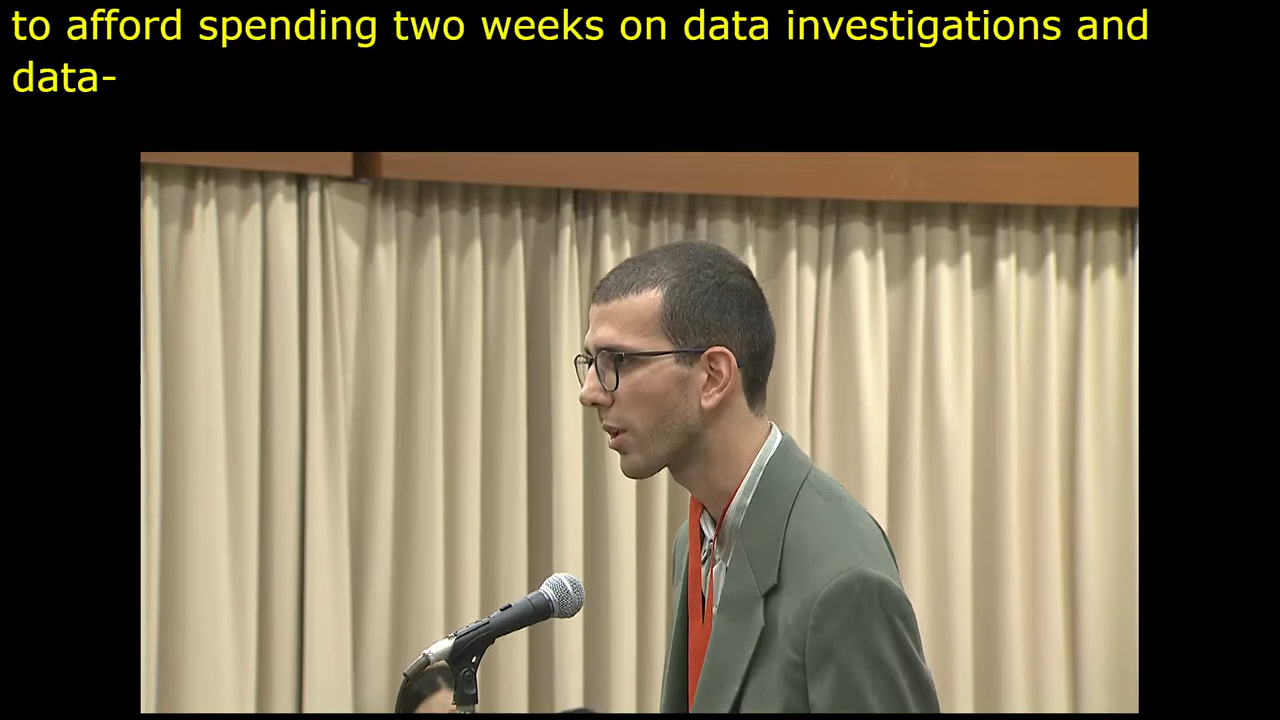 to afford spending two weeks on data investigations and
data-